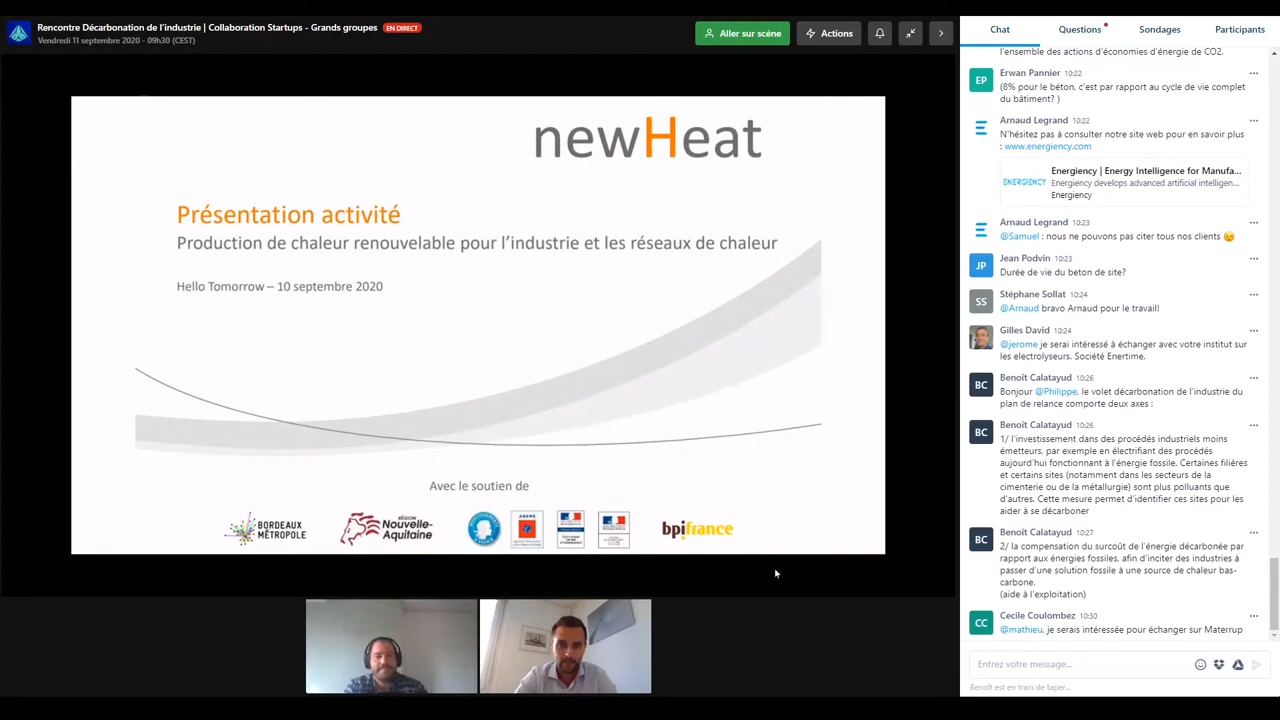 Rencontre Décarbonation de l'industrie | Collaboration Startups - Grands groupes EN DIRECT
Vendredi 11 septembre 2020 - 09h30 (CEST)
Aller sur scène
Actions
newHeat
Présentation activité
Production de chaleur renouvelable pour l'industrie et les réseaux de chaleur
Hello Tomorrow – 10 septembre 2020
Avec le soutien de
BORDEAUX
MÉTROPOLE
RÉGION
Nouvelle-
Aquitaine
ADEME
bpifrance
Chat Questions Sondages Participants
l'ensemble des actions d'économies d'énergie de CO2.
EP
Erwan Pannier 10:22
(8% pour le béton, c'est par rapport au cycle de vie complet
du bâtiment? )
Arnaud Legrand 10:22
N'hésitez pas à consulter notre site web pour en savoir plus
: www.energiency.com
ENERGIENCY
Energiency | Energy Intelligence for Manufa...
Energiency develops advanced artificial intelligen...
Energiency
Arnaud Legrand 10:23
@Samuel : nous ne pouvons pas citer tous nos clients 😉
JP
Jean Podvin 10:23
Durée de vie du beton de site?
SS
Stéphane Sollat 10:24
@Arnaud bravo Arnaud pour le travail!
Gilles David 10:24
@jerome je serai intéressé à échanger avec votre institut sur
les electrolyseurs. Société Enertime.
BC
Benoît Calatayud 10:26
Bonjour @Philippe, le volet décarbonation de l'industrie du
plan de relance comporte deux axes :
BC
Benoît Calatayud 10:26
1/ l'investissement dans des procédés industriels moins
émetteurs, par exemple en électrifiant des procédés
aujourd'hui fonctionnant à l'énergie fossile. Certaines filières
et certains sites (notamment dans les secteurs de la
cimenterie ou de la métallurgie) sont plus polluants que
d'autres. Cette mesure permet d'identifier ces sites pour les
aider à se décarboner
BC
Benoît Calatayud 10:27
2/ la compensation du surcoût de l'énergie décarbonée par
rapport aux énergies fossiles, afin d'inciter des industries à
passer d'une solution fossile à une source de chaleur bas-
carbone.
(aide à l'exploitation)
CC
Cecile Coulombez 10:30
@mathieu, je serais intéressée pour échanger sur Materrup
Entrez votre message...
Benoît est en train de taper...